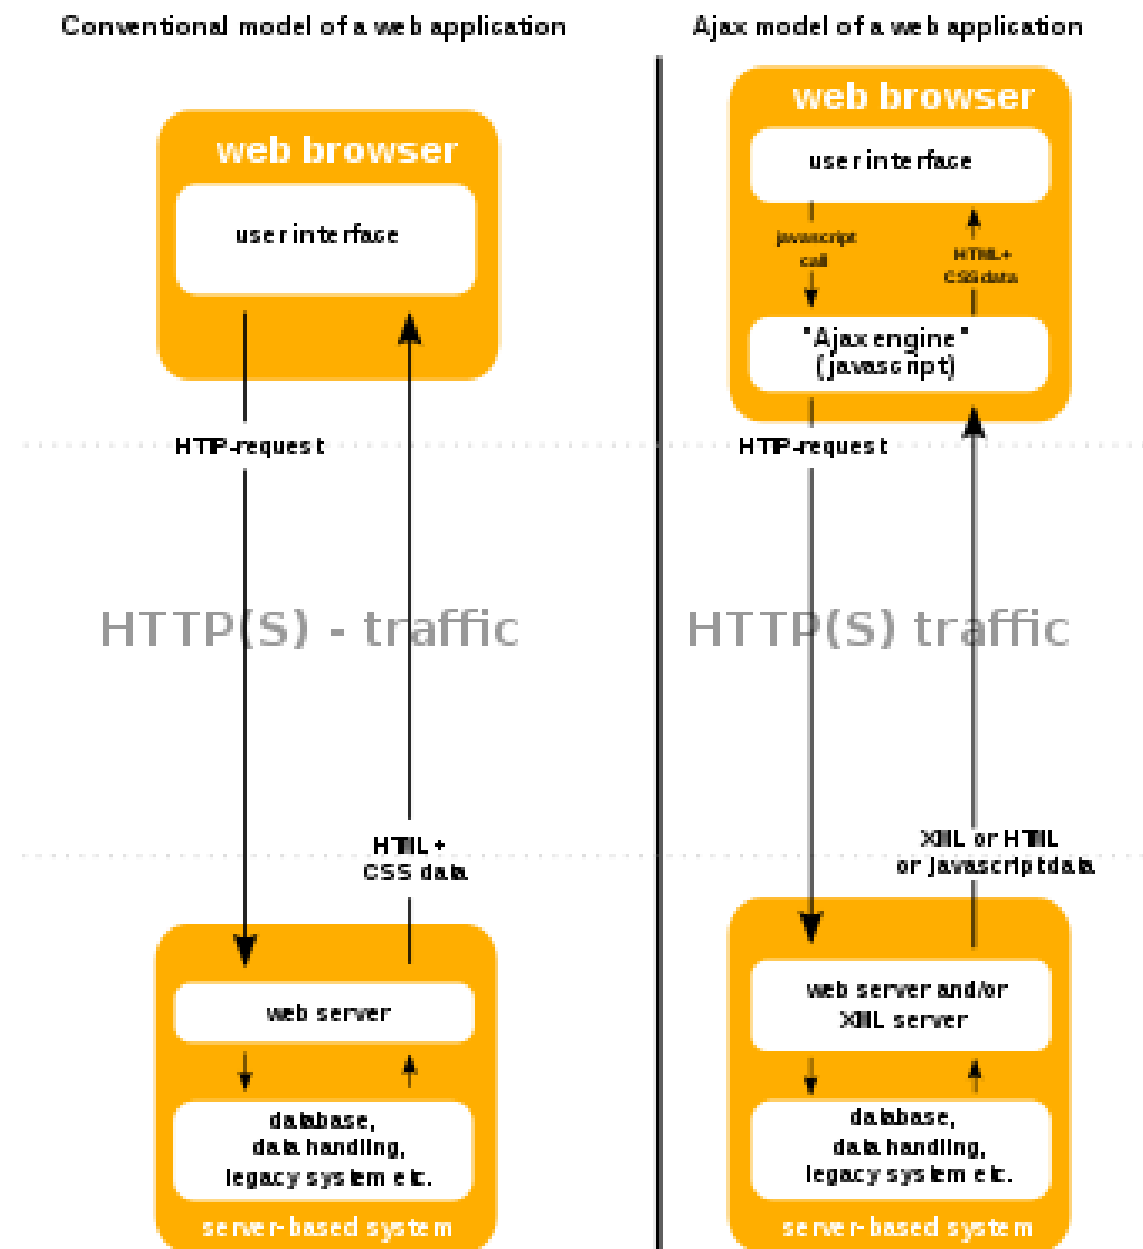 Conventional model of a web application
web browser
user interface
HTTP-request
HTTP(S) - traffic
HTML +
CSS data
web server
database,
data handling,
legacy system etc.
server-based system
Ajax model of a web application
web browser
user interface
javascript
call
HTML+
CSS data
"Ajax engine"
(javascript)
HTTP-request
HTTP(S) traffic
XML or HTML
or javascript data
web server and/or
XML server
database,
data handling,
legacy system etc.
server-based system